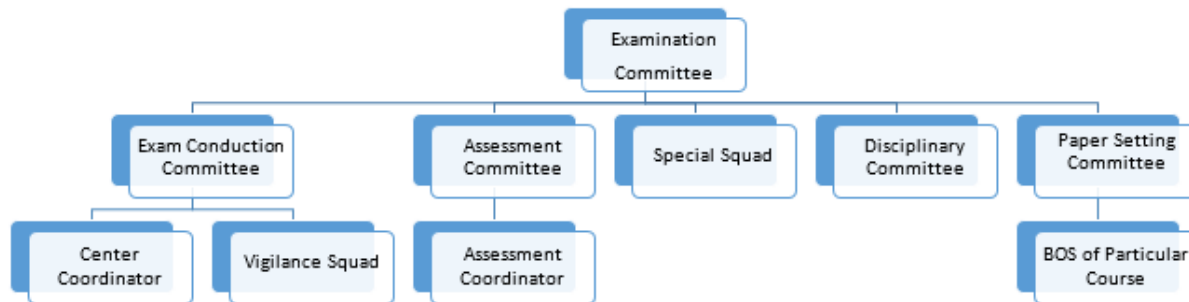 Examination
Committee
Exam Conduction
Committee
Assessment
Committee
Special Squad
Disciplinary
Committee
Paper Setting
Committee
Center
Coordinator
Vigilance Squad
Assessment
Coordinator
BOS of Particular
Course